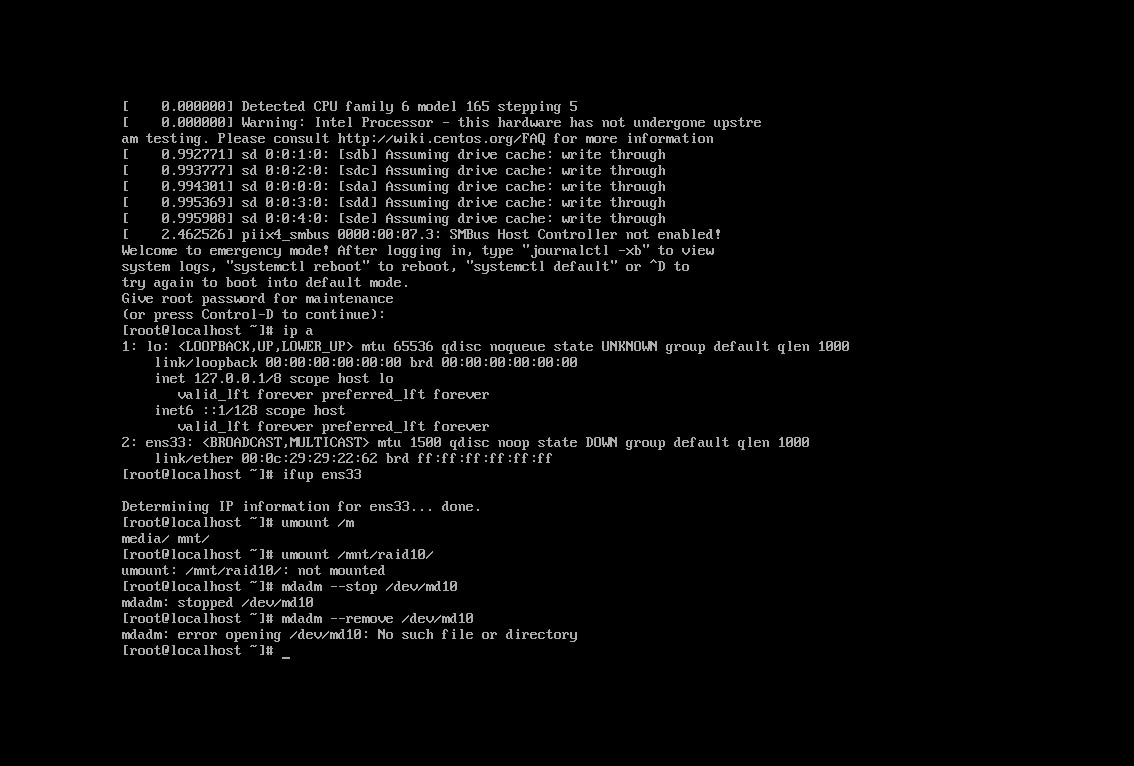 [    0.000000] Detected CPU family 6 model 165 stepping 5
[    0.000000] Warning: Intel Processor - this hardware has not undergone upstre
am testing. Please consult http://wiki.centos.org/FAQ for more information
[    0.992771] sd 0:0:1:0: [sdb] Assuming drive cache: write through
[    0.993777] sd 0:0:2:0: [sdc] Assuming drive cache: write through
[    0.994301] sd 0:0:0:0: [sda] Assuming drive cache: write through
[    0.995369] sd 0:0:3:0: [sdd] Assuming drive cache: write through
[    0.995908] sd 0:0:4:0: [sde] Assuming drive cache: write through
[    2.462526] piix4_smbus 0000:00:07.3: SMBus Host Controller not enabled!
Welcome to emergency mode! After logging in, type "journalctl -xb" to view
system logs, "systemctl reboot" to reboot, "systemctl default" or ^D to
try again to boot into default mode.
Give root password for maintenance
(or press Control-D to continue):
[root@localhost ~]# ip a
1: lo: <LOOPBACK,UP,LOWER_UP> mtu 65536 qdisc noqueue state UNKNOWN group default qlen 1000
    link/loopback 00:00:00:00:00:00 brd 00:00:00:00:00:00
    inet 127.0.0.1/8 scope host lo
       valid_lft forever preferred_lft forever
    inet6 ::1/128 scope host
       valid_lft forever preferred_lft forever
2: ens33: <BROADCAST,MULTICAST> mtu 1500 qdisc noop state DOWN group default qlen 1000
    link/ether 00:0c:29:29:22:62 brd ff:ff:ff:ff:ff:ff
[root@localhost ~]# ifup ens33

Determining IP information for ens33... done.
[root@localhost ~]# umount /m
media/ mnt/
[root@localhost ~]# umount /mnt/raid10/
umount: /mnt/raid10/: not mounted
[root@localhost ~]# mdadm --stop /dev/md10
mdadm: stopped /dev/md10
[root@localhost ~]# mdadm --remove /dev/md10
mdadm: error opening /dev/md10: No such file or directory
[root@localhost ~]# _